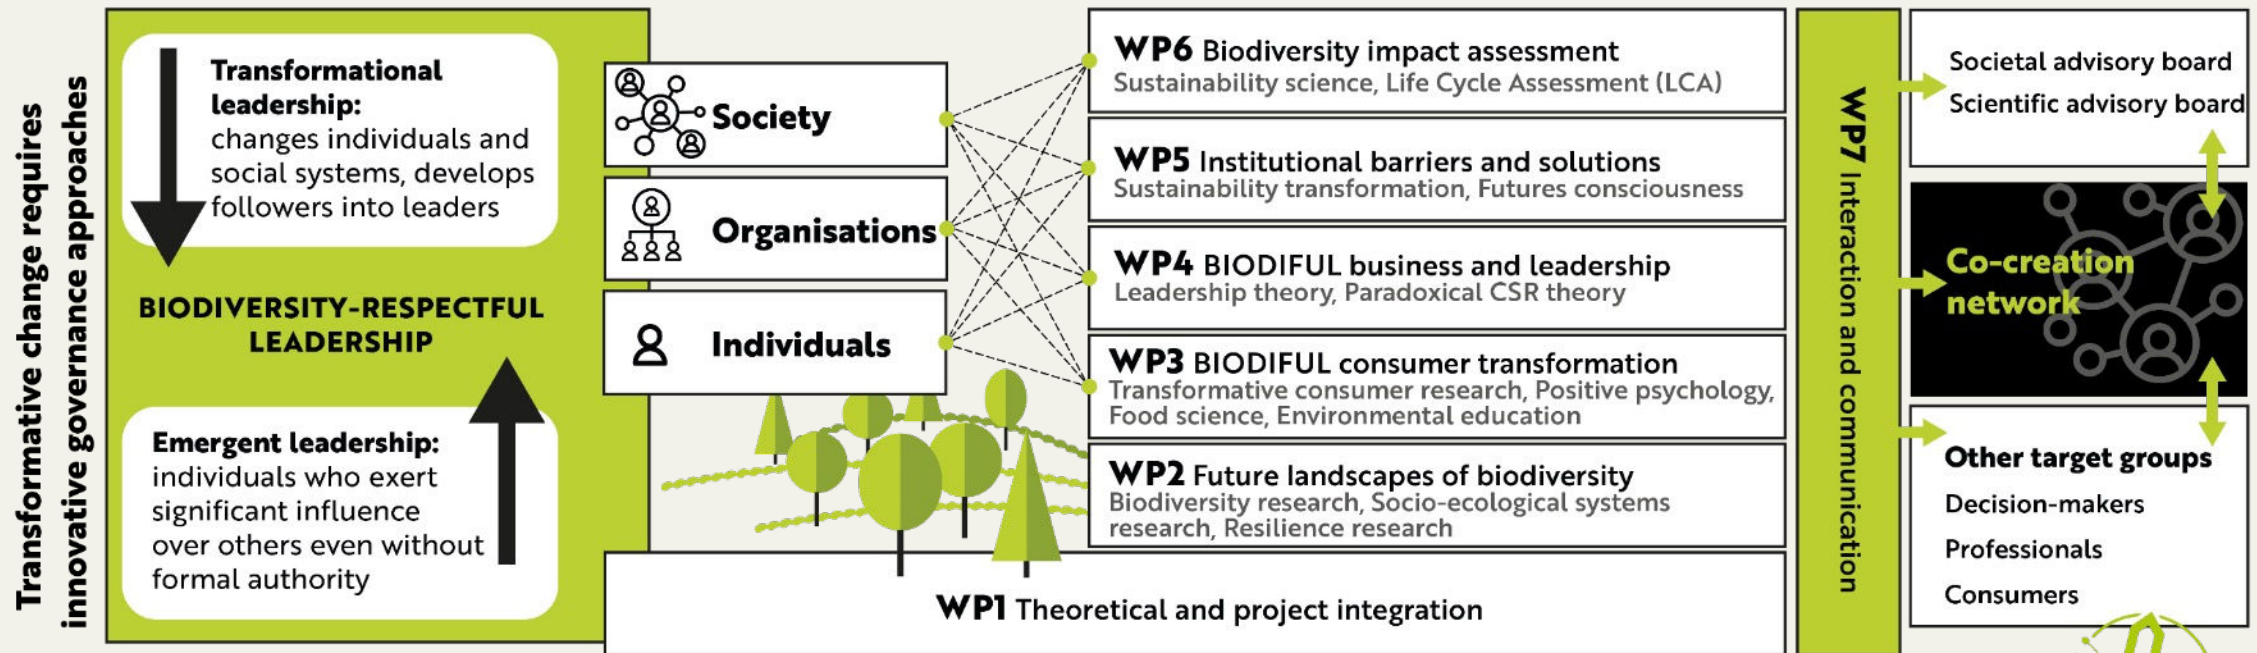 Transformative change requires
innovative governance approaches
Transformational
leadership:
changes individuals and
social systems, develops
followers into leaders
BIODIVERSITY-RESPECTFUL
LEADERSHIP
Emergent leadership:
individuals who exert
significant influence
over others even without
formal authority
Society
Organisations
Individuals
WP6 Biodiversity impact assessment
Sustainability science, Life Cycle Assessment (LCA)
WP5 Institutional barriers and solutions
Sustainability transformation, Futures consciousness
WP4 BIODIFUL business and leadership
Leadership theory, Paradoxical CSR theory
WP3 BIODIFUL consumer transformation
Transformative consumer research, Positive psychology,
Food science, Environmental education
WP2 Future landscapes of biodiversity
Biodiversity research, Socio-ecological systems
research, Resilience research
WP1 Theoretical and project integration
WP7 Interaction and communication
Societal advisory board
Scientific advisory board
Co-creation
network
Other target groups
Decision-makers
Professionals
Consumers